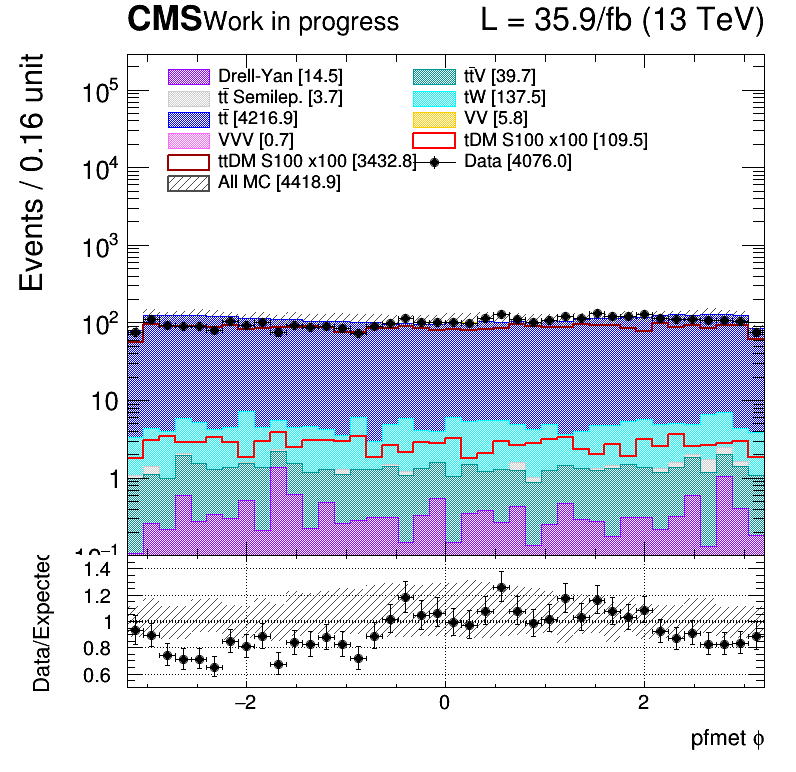 CMS Work in progress L = 35.9/fb (13 TeV)
Events / 0.16 unit
Drell-Yan [14.5] tt̄V [39.7]
tt̄ Semilep. [3.7] tW [137.5]
tt̄ [4216.9] VV [5.8]
VVV [0.7] tDM S100 x100 [109.5]
ttDM S100 x100 [3432.8] Data [4076.0]
All MC [4418.9]
10⁵
10⁴
10³
10²
10
1
10⁻¹
Data/Expected
1.4
1.2
1
0.8
0.6
−2 0 2
pfmet ϕ